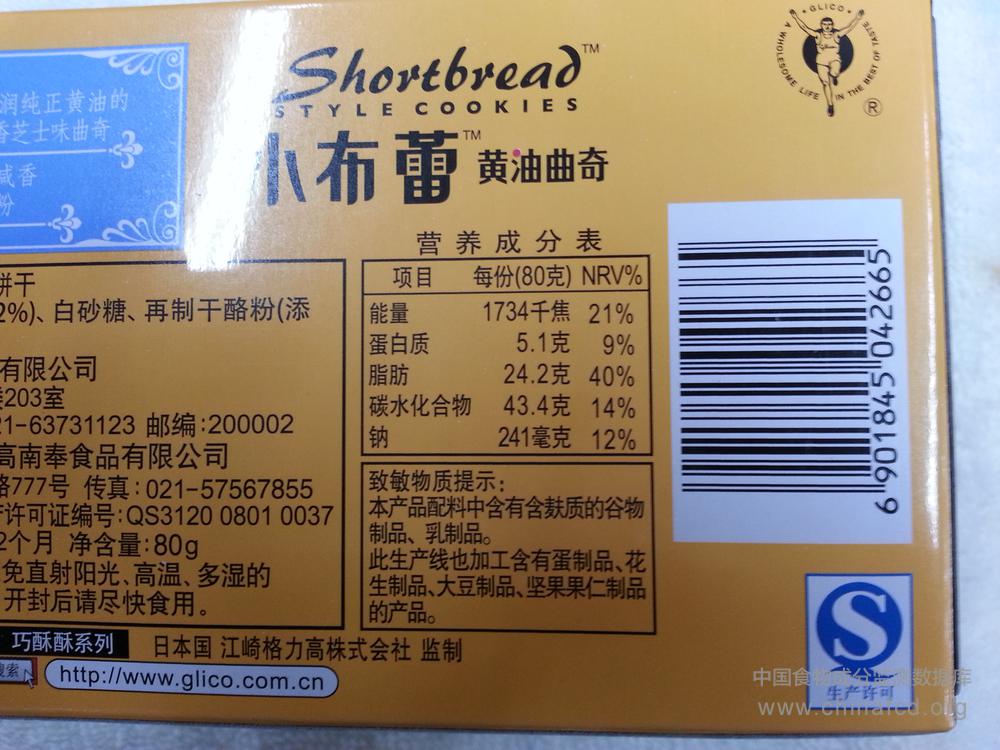 GLICO
A WHOLESOME LIFE IN THE BEST OF TASTE
®
Shortbread™
STYLE COOKIES
小布蕾™ 黄油曲奇
润纯正黄油的
香芝士味曲奇
咸香
粉
饼干
2%)、白砂糖、再制干酪粉(添
有限公司
203室
21-63731123 邮编:200002
高南奉食品有限公司
路777号 传真:021-57567855
许可证编号:QS3120 0801 0037
2个月 净含量:80g
免直射阳光、高温、多湿的
开封后请尽快食用。
营养成分表
项目 每份(80克) NRV%
能量 1734千焦 21%
蛋白质 5.1克 9%
脂肪 24.2克 40%
碳水化合物 43.4克 14%
钠 241毫克 12%
致敏物质提示:
本产品配料中含有含麸质的谷物
制品、乳制品。
此生产线也加工含有蛋制品、花
生制品、大豆制品、坚果果仁制品
的产品。
6 901845 042665
巧酥酥系列 日本国 江崎格力高株式会社 监制
搜索 http://www.glico.com.cn
S
生产许可
中国食物成分监测数据库